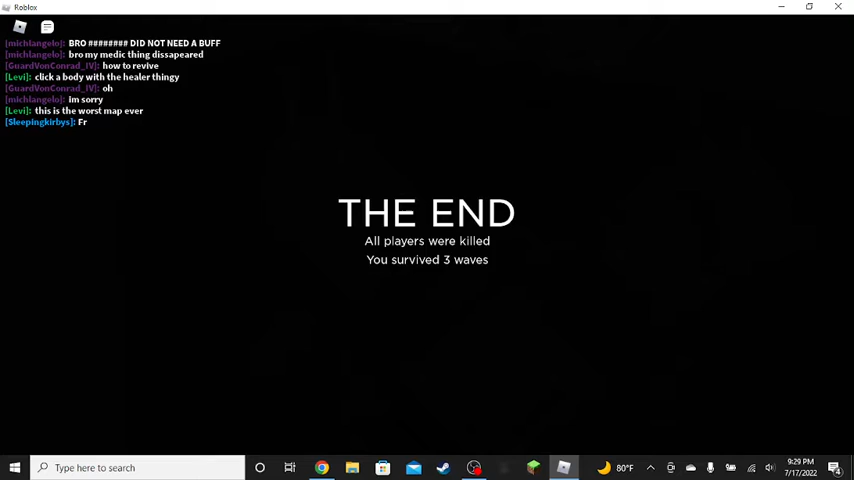 Roblox
[michlangelo]: BRO ######## DID NOT NEED A BUFF
[michlangelo]: bro my medic thing dissapeared
[GuardVonConrad_IV]: how to revive
[Levi]: click a body with the healer thingy
[GuardVonConrad_IV]: oh
[michlangelo]: im sorry
[Levi]: this is the worst map ever
[Sleepingkirbys]: Fr
THE END
All players were killed
You survived 3 waves
Type here to search
80°F
9:29 PM
7/17/2022
4